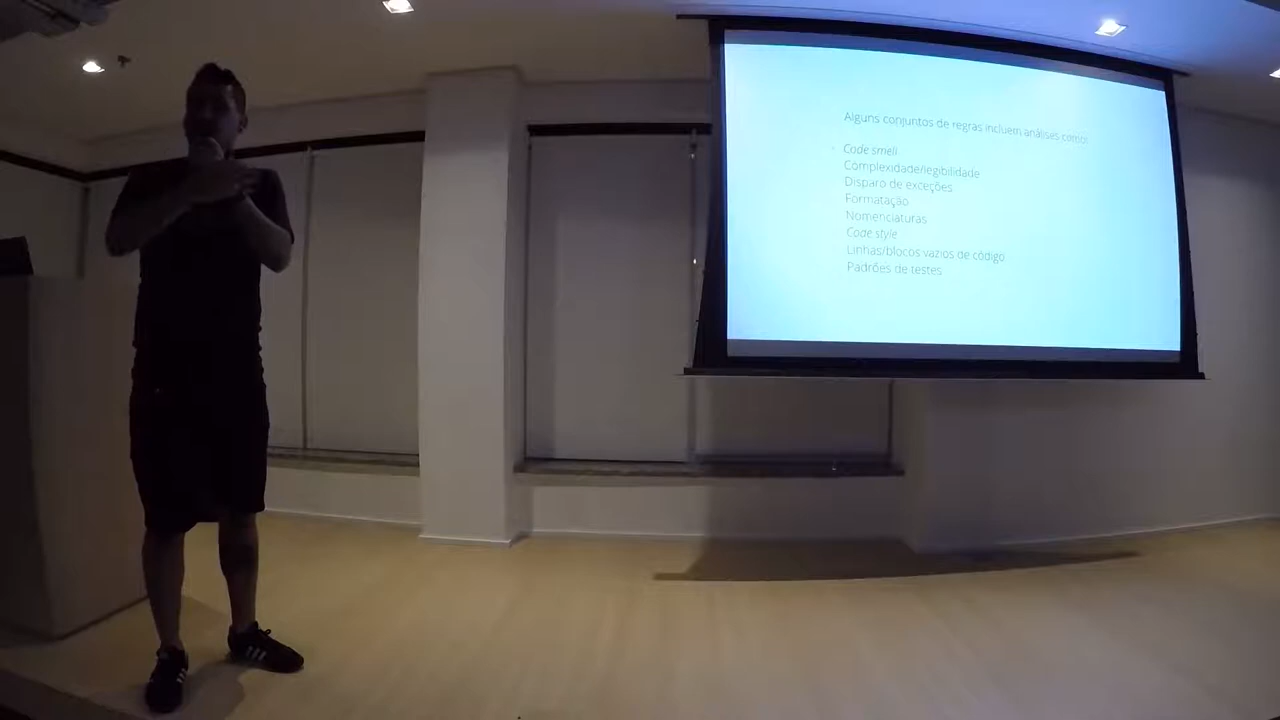 Alguns conjuntos de regras incluem análises como:
Code smell
Complexidade/legibilidade
Disparo de exceções
Formatação
Nomenclaturas
Code style
Linhas/blocos vazios de código
Padrões de testes